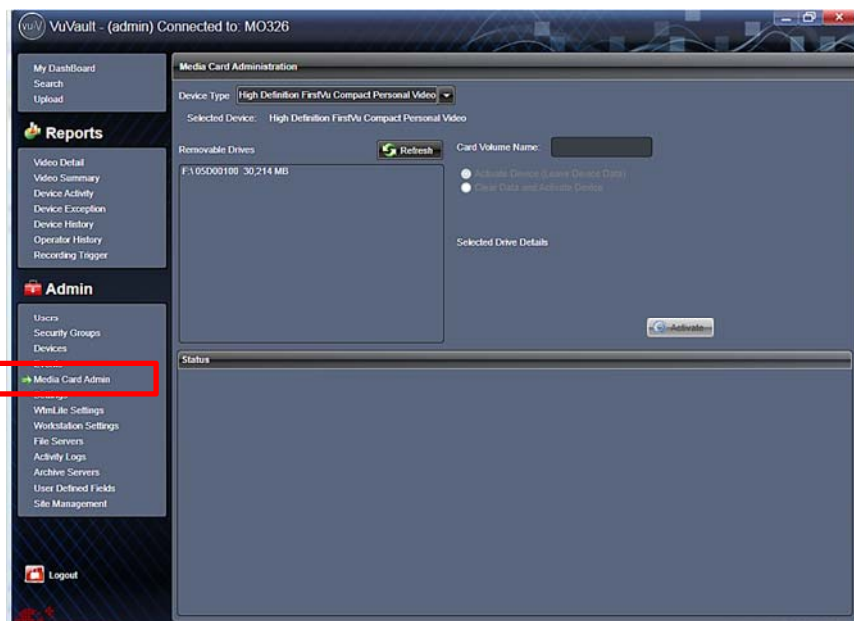 vu/V VuVault - (admin) Connected to: MO326
My DashBoard
Search
Upload
Reports
Video Detail
Video Summary
Device Activity
Device Exception
Device History
Operator History
Recording Trigger
Admin
Users
Security Groups
Devices
Events
Media Card Admin
Settings
WlmLite Settings
Workstation Settings
File Servers
Activity Logs
Archive Servers
User Defined Fields
Site Management
Logout
Media Card Administration
Device Type High Definition FirstVu Compact Personal Video
Selected Device: High Definition FirstVu Compact Personal Video
Removable Drives Refresh
F:\ 05D00100 30,214 MB
Card Volume Name:
Activate Device (Leave Device Data)
Clear Data and Activate Device
Selected Drive Details
Activate
Status